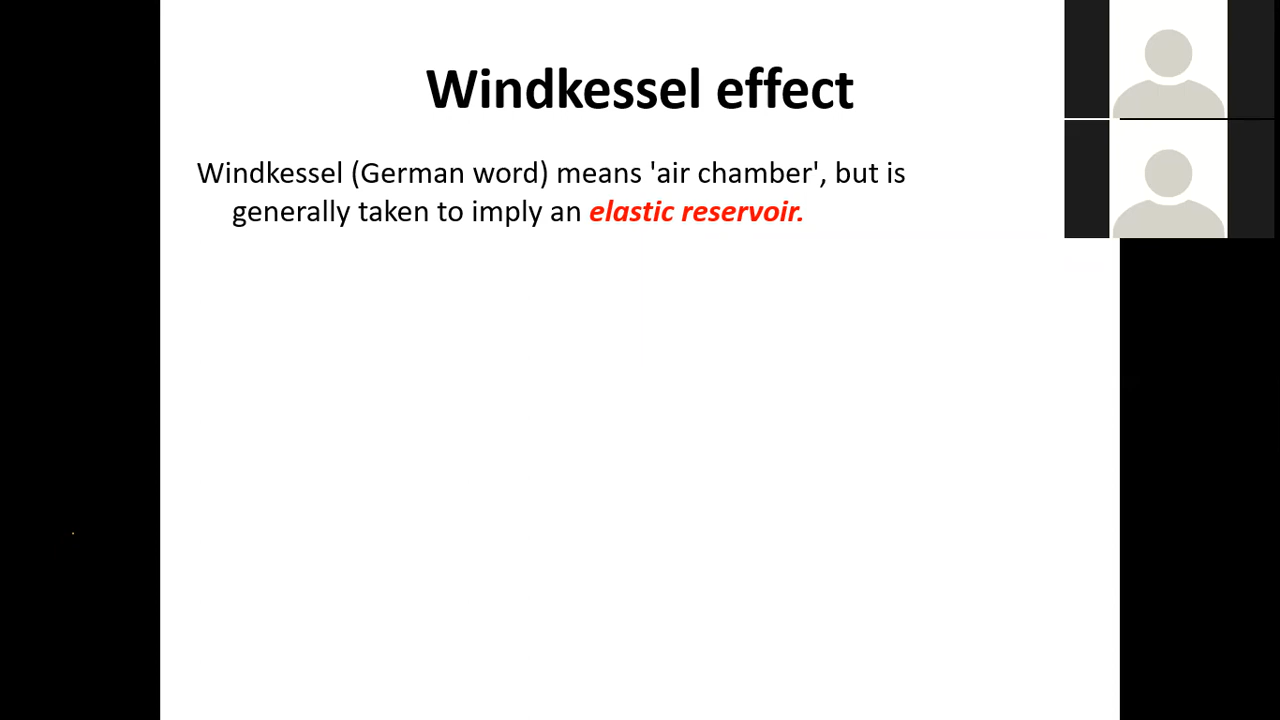 Windkessel effect
Windkessel (German word) means 'air chamber', but is
generally taken to imply an elastic reservoir.